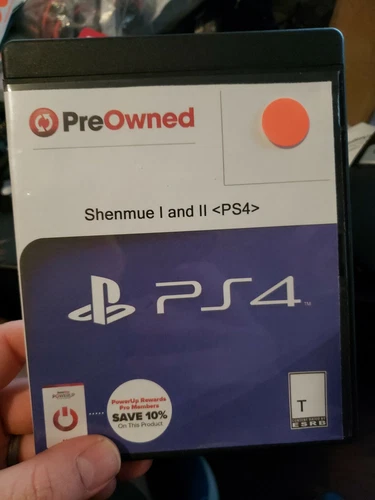 PreOwned
Shenmue I and II <PS4>
PS4
PowerUp Rewards
Pro Members
SAVE 10%
On This Product
T
ESRB